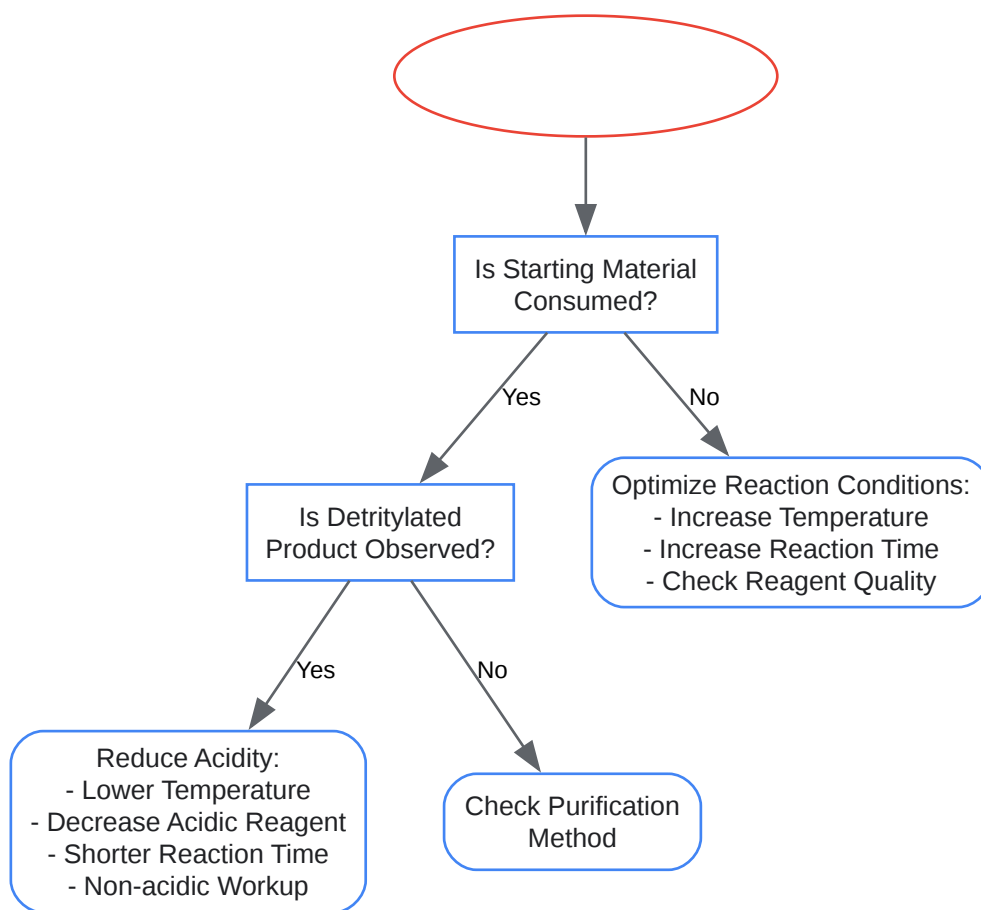 Is Starting Material
Consumed?
Yes
No
Optimize Reaction Conditions:
- Increase Temperature
- Increase Reaction Time
- Check Reagent Quality
Is Detritylated
Product Observed?
Yes
No
Reduce Acidity:
- Lower Temperature
- Decrease Acidic Reagent
- Shorter Reaction Time
- Non-acidic Workup
Check Purification
Method